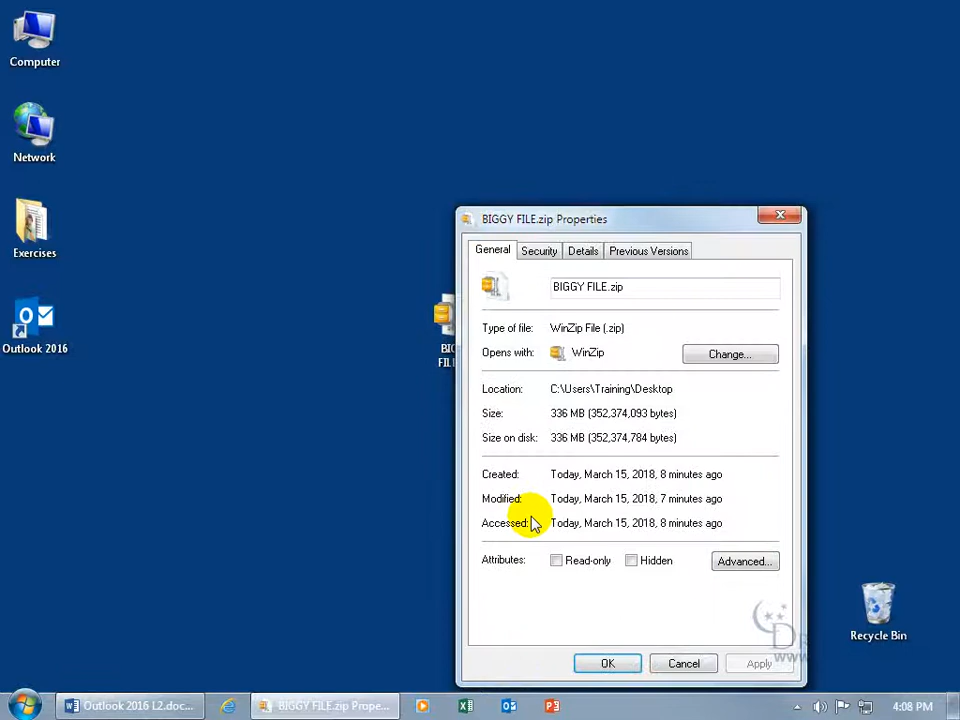 Computer
Network
Exercises
Outlook 2016
BIGGY FILE.zip Properties
General Security Details Previous Versions
BIGGY FILE.zip
Type of file: WinZip File (.zip)
Opens with: WinZip Change...
Location: C:\Users\Training\Desktop
Size: 336 MB (352,374,093 bytes)
Size on disk: 336 MB (352,374,784 bytes)
Created: Today, March 15, 2018, 8 minutes ago
Modified: Today, March 15, 2018, 7 minutes ago
Accessed: Today, March 15, 2018, 8 minutes ago
Attributes: Read-only Hidden Advanced...
OK Cancel Apply
Recycle Bin
Outlook 2016 L2.doc... BIGGY FILE.zip Prope... 4:08 PM